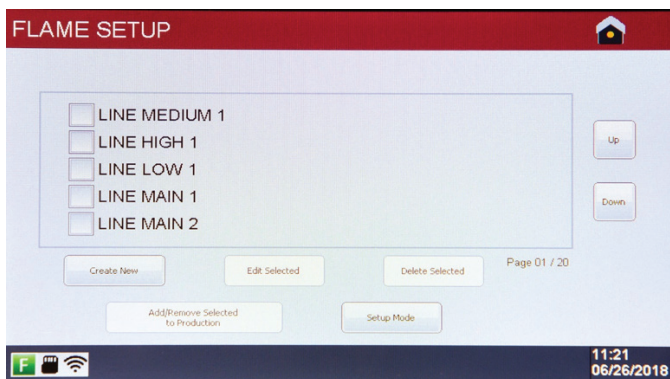 FLAME SETUP
LINE MEDIUM 1
LINE HIGH 1
LINE LOW 1
LINE MAIN 1
LINE MAIN 2
Up
Down
Create New
Edit Selected
Delete Selected
Page 01 / 20
Add/Remove Selected
to Production
Setup Mode
F
11:21
06/26/2018